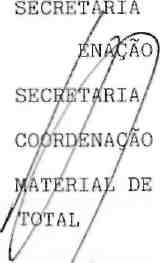 SECRETARIA
ENAÇÃO
SECRETARIA
COORDENAÇÃO
MATERIAL DE
TOTAL